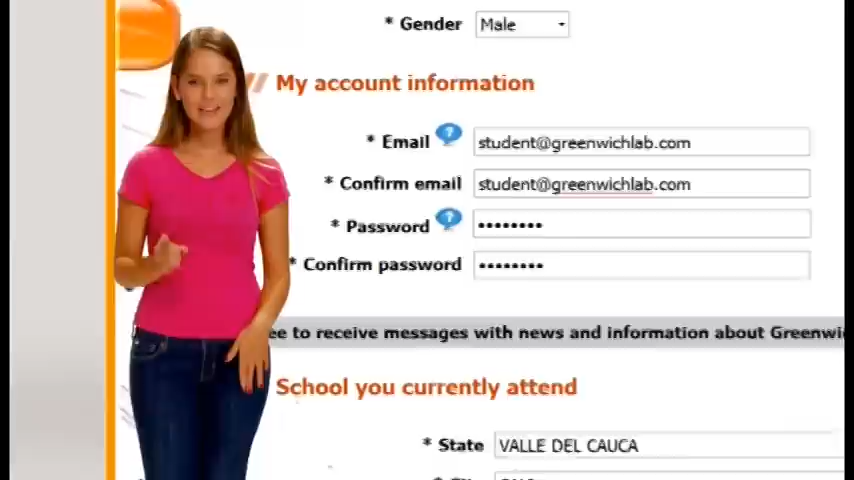 * Gender Male
My account information
* Email ? student@greenwichlab.com
* Confirm email student@greenwichlab.com
* Password ? ••••••••
* Confirm password ••••••••
ee to receive messages with news and information about Greenwi
School you currently attend
* State VALLE DEL CAUCA